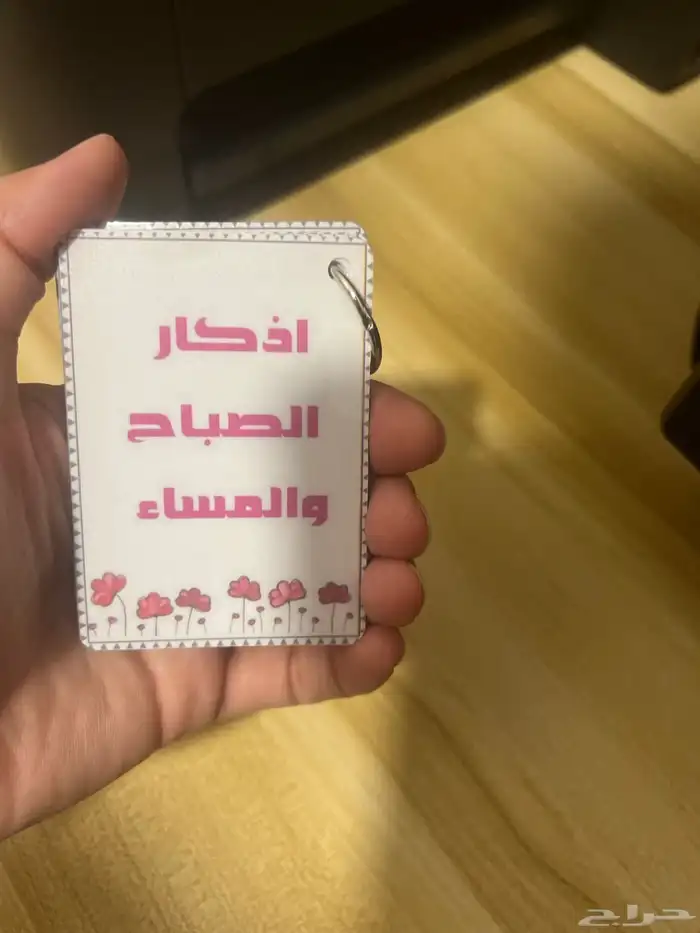 اذكار
الصباح
والمساء
حراج